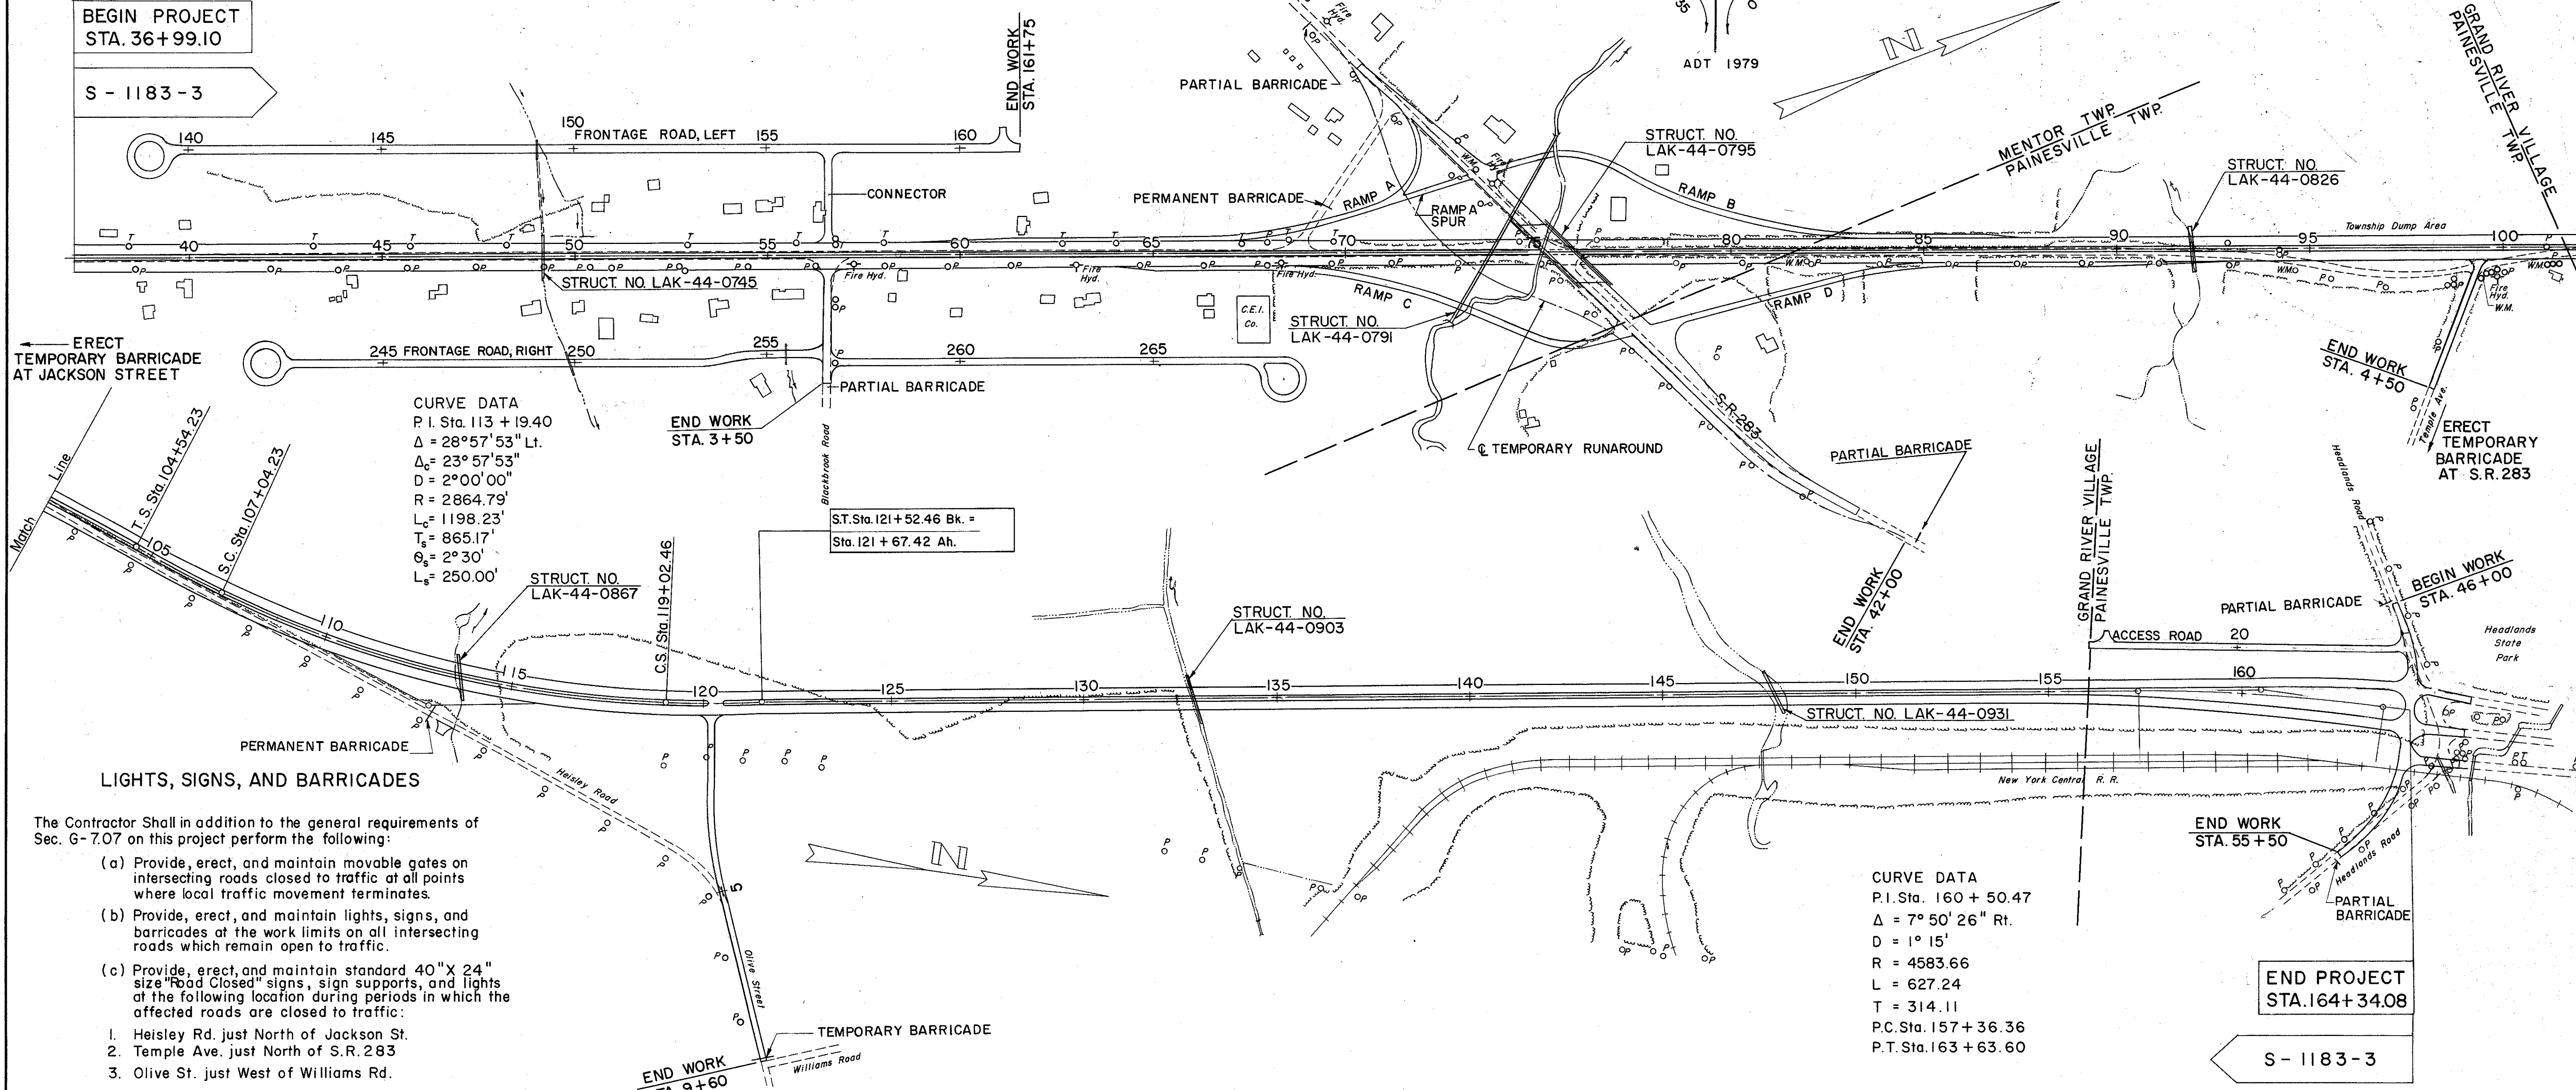 BEGIN PROJECT
STA. 36+99.10
S - 1183-3
140
145
150
FRONTAGE ROAD, LEFT
155
160
END WORK
STA. 161+75
CONNECTOR
PARTIAL BARRICADE
PERMANENT BARRICADE
RAMP A
RAMP A
SPUR
RAMP B
STRUCT. NO.
LAK-44-0795
ADT 1979
N
MENTOR TWP.
PAINESVILLE TWP.
STRUCT. NO.
LAK-44-0826
GRAND RIVER VILLAGE
PAINESVILLE TWP.
Township Dump Area
40
45
50
55
60
65
70
75
80
85
90
95
100
Fire Hyd.
Fire
Hyd.
Fire Hyd.
W.M.
STRUCT. NO. LAK-44-0745
C.E.I.
Co.
RAMP C
RAMP D
STRUCT. NO.
LAK-44-0791
245 FRONTAGE ROAD, RIGHT 250
255
260
265
ERECT
TEMPORARY BARRICADE
AT JACKSON STREET
PARTIAL BARRICADE
END WORK
STA. 3+50
Blackbrook Road
℄ TEMPORARY RUNAROUND
S.R. 283
PARTIAL BARRICADE
END WORK
STA. 42+00
END WORK
STA. 4+50
Temple Ave.
ERECT
TEMPORARY
BARRICADE
AT S.R. 283
CURVE DATA
P.I. Sta. 113 + 19.40
Δ = 28°57'53" Lt.
Δc = 23°57'53"
D = 2°00'00"
R = 2864.79'
Lc = 1198.23'
Ts = 865.17'
Θs = 2°30'
Ls = 250.00'
Match Line
T.S. Sta. 104+54.23
S.C. Sta. 107+04.23
105
110
115
120
125
130
135
140
145
150
155
160
STRUCT. NO.
LAK-44-0867
C.S. Sta. 119+02.46
S.T. Sta. 121+52.46 Bk. =
Sta. 121 + 67.42 Ah.
STRUCT. NO.
LAK-44-0903
STRUCT. NO. LAK-44-0931
GRAND RIVER VILLAGE
PAINESVILLE TWP.
ACCESS ROAD 20
PARTIAL BARRICADE
BEGIN WORK
STA. 46+00
Headlands Road
Headlands
State
Park
New York Central R. R.
PERMANENT BARRICADE
Heisley Road
5
Olive Street
TEMPORARY BARRICADE
Williams Road
END WORK
N
END WORK
STA. 55+50
Headlands Road
PARTIAL
BARRICADE
LIGHTS, SIGNS, AND BARRICADES
The Contractor Shall in addition to the general requirements of
Sec. G-7.07 on this project perform the following:
(a) Provide, erect, and maintain movable gates on
intersecting roads closed to traffic at all points
where local traffic movement terminates.
(b) Provide, erect, and maintain lights, signs, and
barricades at the work limits on all intersecting
roads which remain open to traffic.
(c) Provide, erect, and maintain standard 40"X 24"
size "Road Closed" signs, sign supports, and lights
at the following location during periods in which the
affected roads are closed to traffic:
1. Heisley Rd. just North of Jackson St.
2. Temple Ave. just North of S.R. 283
3. Olive St. just West of Williams Rd.
CURVE DATA
P.I. Sta. 160 + 50.47
Δ = 7° 50' 26" Rt.
D = 1° 15'
R = 4583.66
L = 627.24
T = 314.11
P.C. Sta. 157 + 36.36
P.T. Sta. 163 + 63.60
END PROJECT
STA. 164+34.08
S - 1183-3